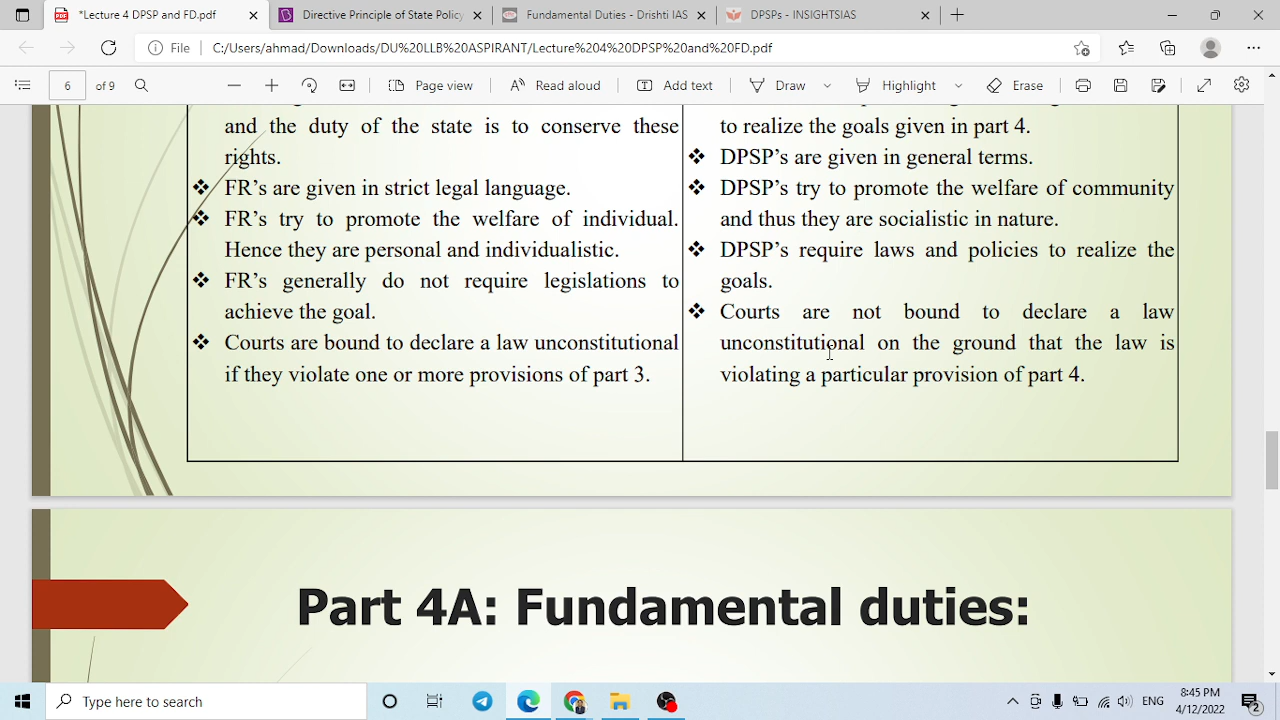 *Lecture 4 DPSP and FD.pdf
Directive Principle of State Policy
Fundamental Duties - Drishti IAS
DPSPs - INSIGHTSIAS
File
C:/Users/ahmad/Downloads/DU%20LLB%20ASPIRANT/Lecture%204%20DPSP%20and%20FD.pdf
6
of 9
Page view
Read aloud
Add text
Draw
Highlight
Erase
and the duty of the state is to conserve these
rights.
❖ FR's are given in strict legal language.
❖ FR's try to promote the welfare of individual.
Hence they are personal and individualistic.
❖ FR's generally do not require legislations to
achieve the goal.
❖ Courts are bound to declare a law unconstitutional
if they violate one or more provisions of part 3.
to realize the goals given in part 4.
❖ DPSP's are given in general terms.
❖ DPSP's try to promote the welfare of community
and thus they are socialistic in nature.
❖ DPSP's require laws and policies to realize the
goals.
❖ Courts are not bound to declare a law
unconstitutional on the ground that the law is
violating a particular provision of part 4.
Part 4A: Fundamental duties:
Type here to search
ENG
8:45 PM
4/12/2022
2